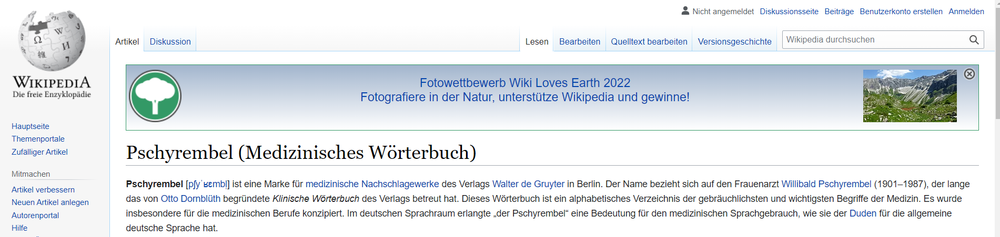 Nicht angemeldet Diskussionsseite Beiträge Benutzerkonto erstellen Anmelden
Artikel Diskussion Lesen Bearbeiten Quelltext bearbeiten Versionsgeschichte Wikipedia durchsuchen
Ω W И 維
WIKIPEDIA
Die freie Enzyklopädie
Fotowettbewerb Wiki Loves Earth 2022
Fotografiere in der Natur, unterstütze Wikipedia und gewinne!
Hauptseite
Themenportale
Zufälliger Artikel
Mitmachen
Artikel verbessern
Neuen Artikel anlegen
Autorenportal
Hilfe
Pschyrembel (Medizinisches Wörterbuch)
Pschyrembel [pʃyˈʁɛmbl̩] ist eine Marke für medizinische Nachschlagewerke des Verlags Walter de Gruyter in Berlin. Der Name bezieht sich auf den Frauenarzt Willibald Pschyrembel (1901–1987), der lange
das von Otto Dornblüth begründete Klinische Wörterbuch des Verlags betreut hat. Dieses Wörterbuch ist ein alphabetisches Verzeichnis der gebräuchlichsten und wichtigsten Begriffe der Medizin. Es wurde
insbesondere für die medizinischen Berufe konzipiert. Im deutschen Sprachraum erlangte „der Pschyrembel“ eine Bedeutung für den medizinischen Sprachgebrauch, wie sie der Duden für die allgemeine
deutsche Sprache hat.